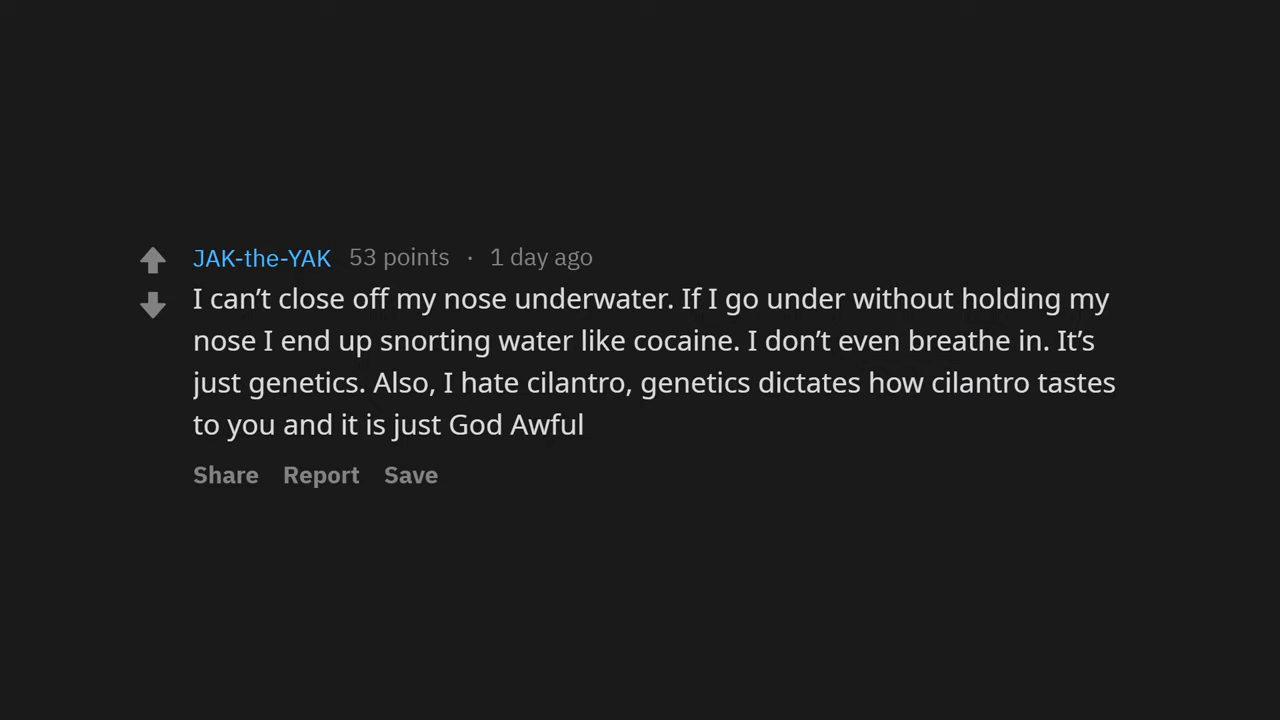 JAK-the-YAK 53 points · 1 day ago
I can’t close off my nose underwater. If I go under without holding my
nose I end up snorting water like cocaine. I don’t even breathe in. It’s
just genetics. Also, I hate cilantro, genetics dictates how cilantro tastes
to you and it is just God Awful
Share Report Save